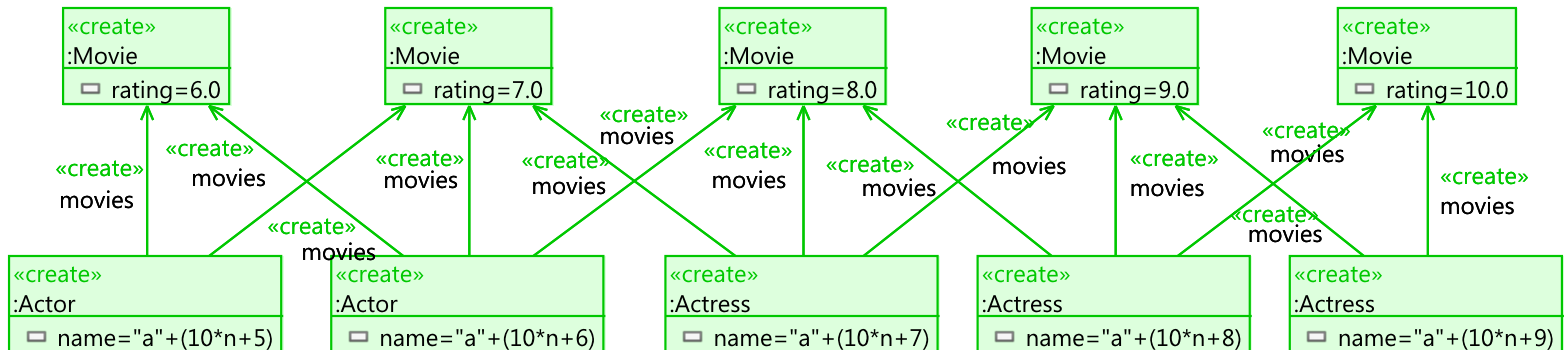 «create»
:Movie
rating=6.0
«create»
:Movie
rating=7.0
«create»
:Movie
rating=8.0
«create»
:Movie
rating=9.0
«create»
:Movie
rating=10.0
«create»
movies
«create»
movies
«create»
movies
«create»
movies
«create»
movies
«create»
movies
«create»
movies
«create»
movies
«create»
movies
«create»
movies
«create»
movies
«create»
movies
«create»
movies
«create»
:Actor
name="a"+(10*n+5)
«create»
:Actor
name="a"+(10*n+6)
«create»
:Actress
name="a"+(10*n+7)
«create»
:Actress
name="a"+(10*n+8)
«create»
:Actress
name="a"+(10*n+9)